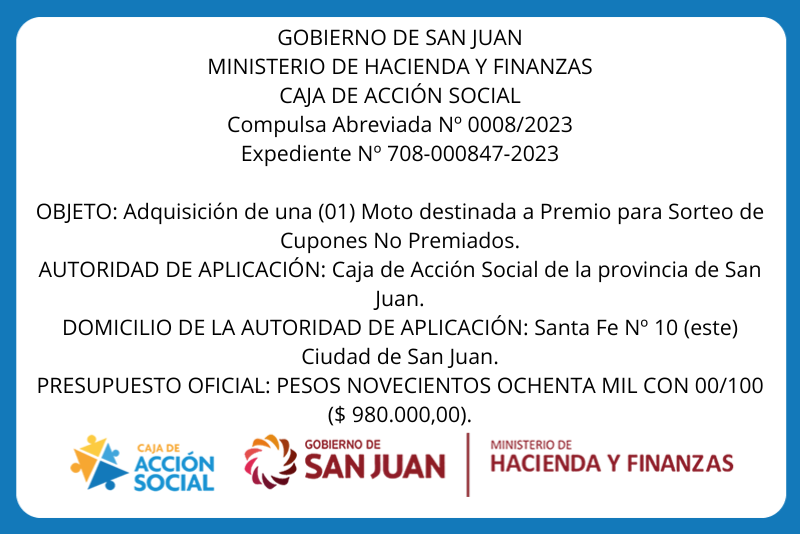 GOBIERNO DE SAN JUAN
MINISTERIO DE HACIENDA Y FINANZAS
CAJA DE ACCIÓN SOCIAL
Compulsa Abreviada Nº 0008/2023
Expediente Nº 708-000847-2023
OBJETO: Adquisición de una (01) Moto destinada a Premio para Sorteo de
Cupones No Premiados.
AUTORIDAD DE APLICACIÓN: Caja de Acción Social de la provincia de San
Juan.
DOMICILIO DE LA AUTORIDAD DE APLICACIÓN: Santa Fe Nº 10 (este)
Ciudad de San Juan.
PRESUPUESTO OFICIAL: PESOS NOVECIENTOS OCHENTA MIL CON 00/100
($ 980.000,00).
CAJA DE
ACCIÓN
SOCIAL
GOBIERNO DE
SAN JUAN
MINISTERIO DE
HACIENDA Y FINANZAS